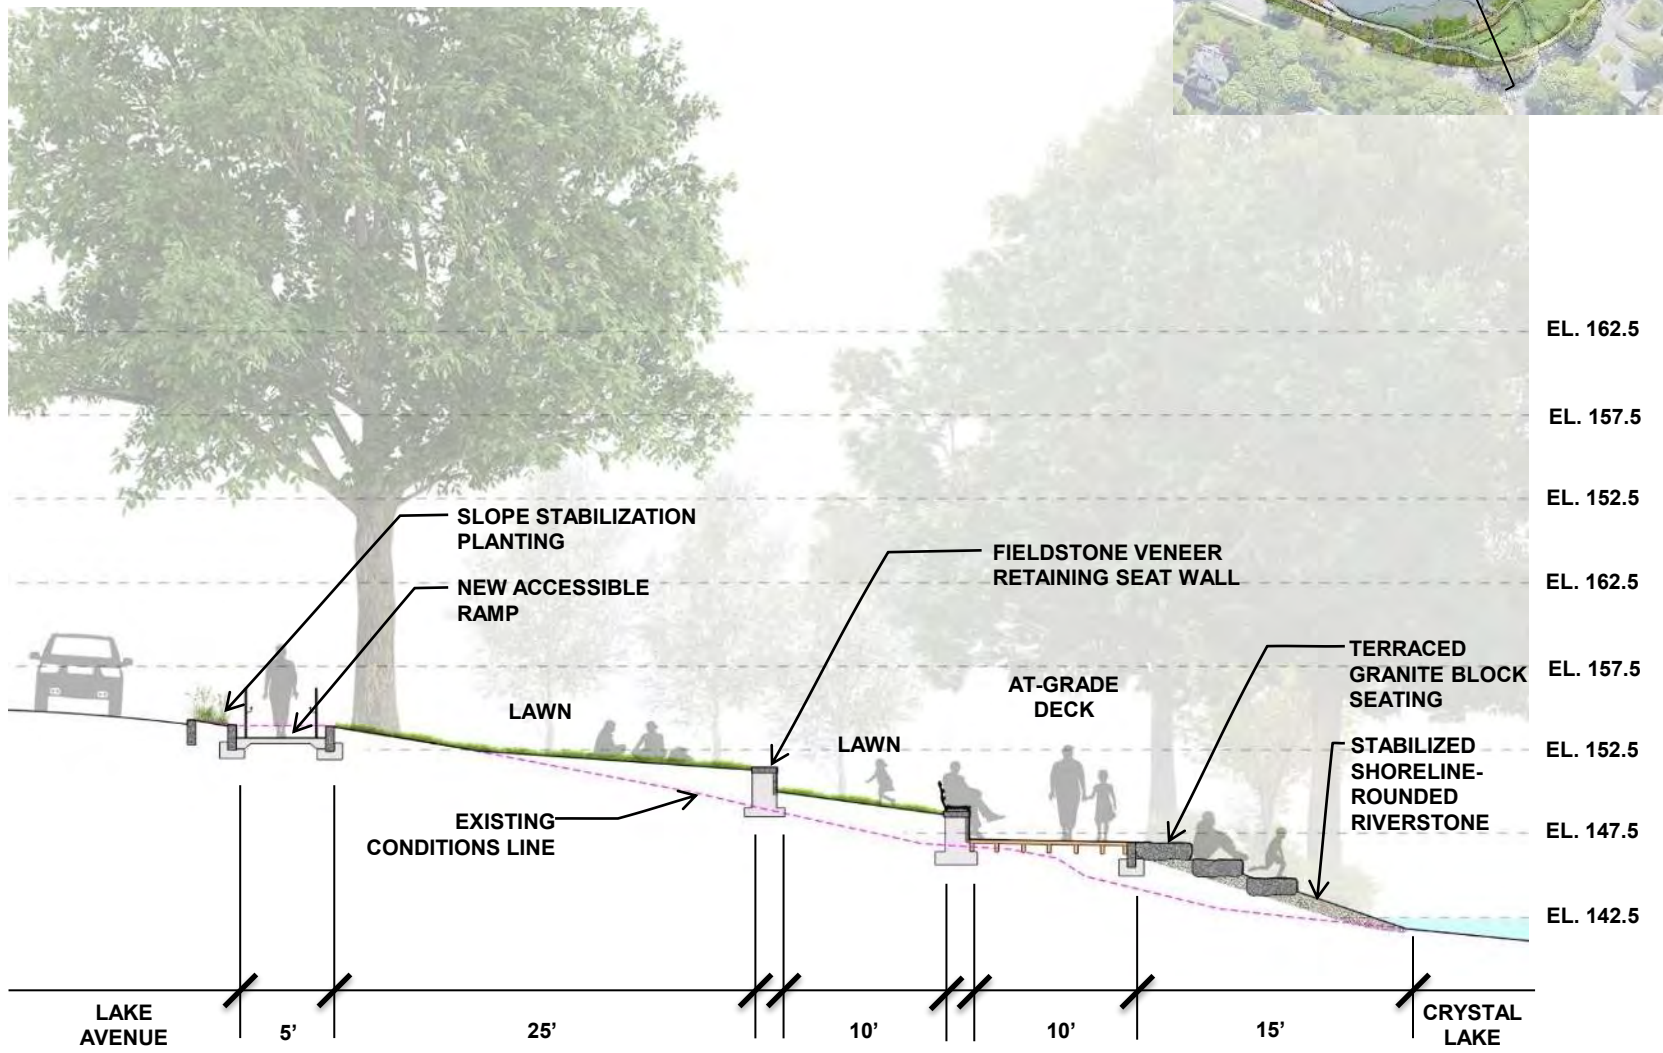 EL. 162.5
EL. 157.5
EL. 152.5
SLOPE STABILIZATION
PLANTING
FIELDSTONE VENEER
RETAINING SEAT WALL
NEW ACCESSIBLE
RAMP
EL. 162.5
TERRACED
GRANITE BLOCK
SEATING
EL. 157.5
AT-GRADE
DECK
LAWN
LAWN
STABILIZED
SHORELINE-
ROUNDED
RIVERSTONE
EL. 152.5
EXISTING
CONDITIONS LINE
EL. 147.5
EL. 142.5
LAKE
AVENUE
5’
25’
10’
10’
15’
CRYSTAL
LAKE